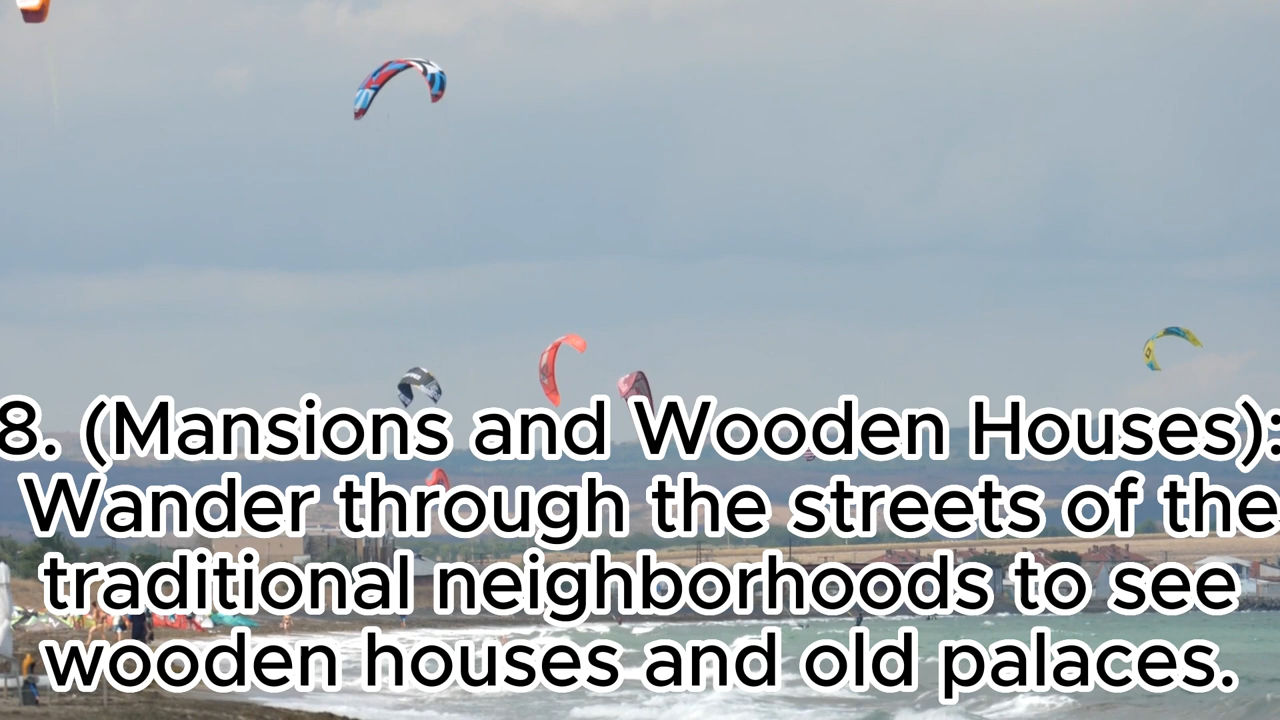 8. (Mansions and Wooden Houses):
Wander through the streets of the
traditional neighborhoods to see
wooden houses and old palaces.